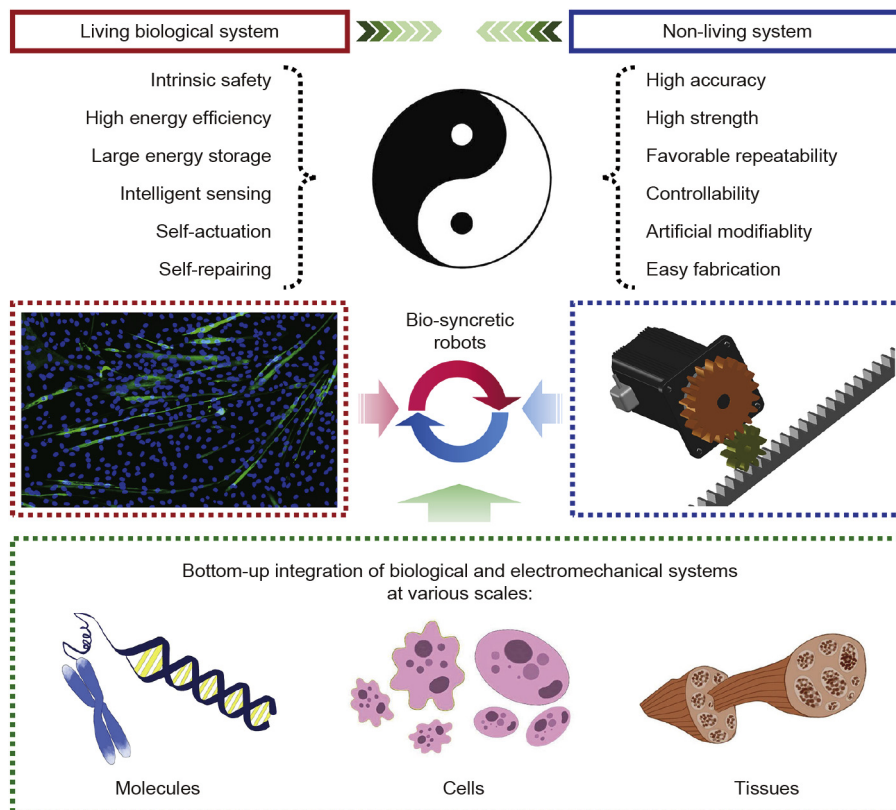 Living biological system
Non-living system
Intrinsic safety
High energy efficiency
Large energy storage
Intelligent sensing
Self-actuation
Self-repairing
High accuracy
High strength
Favorable repeatability
Controllability
Artificial modifiablity
Easy fabrication
Bio-syncretic
robots
Bottom-up integration of biological and electromechanical systems
at various scales:
Molecules
Cells
Tissues